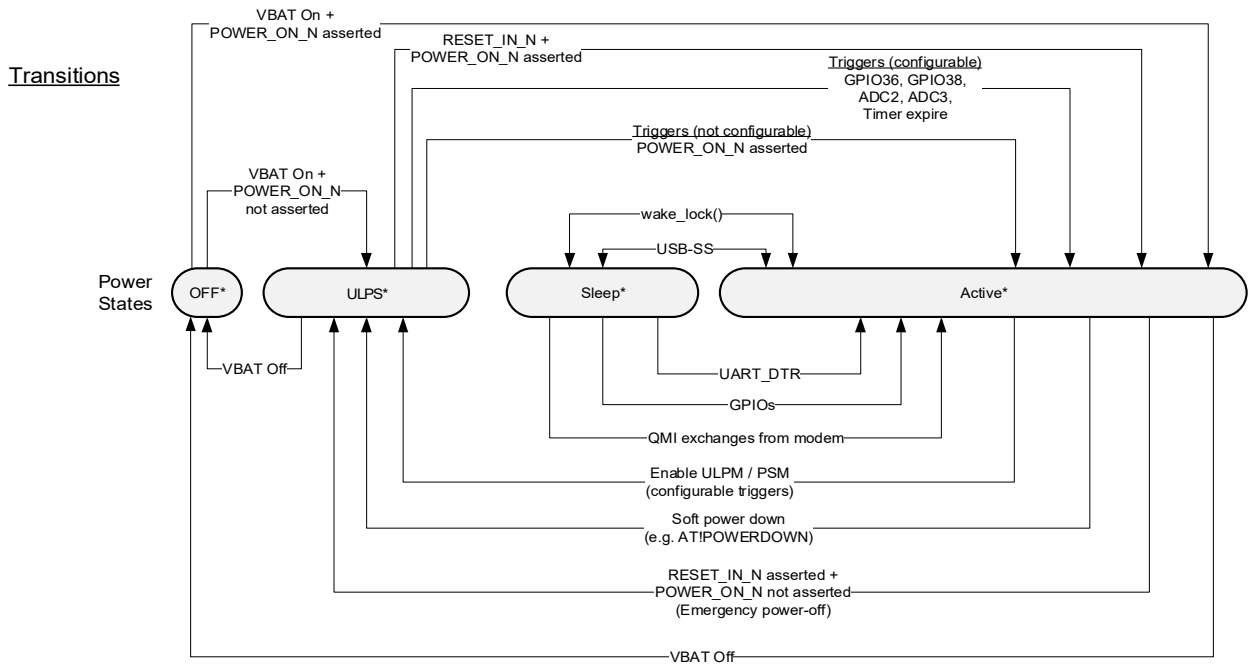 VBAT On +
POWER_ON_N asserted
RESET_IN_N +
POWER_ON_N asserted
Transitions
Triggers (configurable)
GPIO36, GPIO38,
ADC2, ADC3,
Timer expire
Triggers (not configurable)
POWER_ON_N asserted
VBAT On +
POWER_ON_N
not asserted
wake_lock()
USB-SS
Power
States
OFF*
ULPS*
Sleep*
Active*
VBAT Off
UART_DTR
GPIOs
QMI exchanges from modem
Enable ULPM / PSM
(configurable triggers)
Soft power down
(e.g. AT!POWERDOWN)
RESET_IN_N asserted +
POWER_ON_N not asserted
(Emergency power-off)
VBAT Off